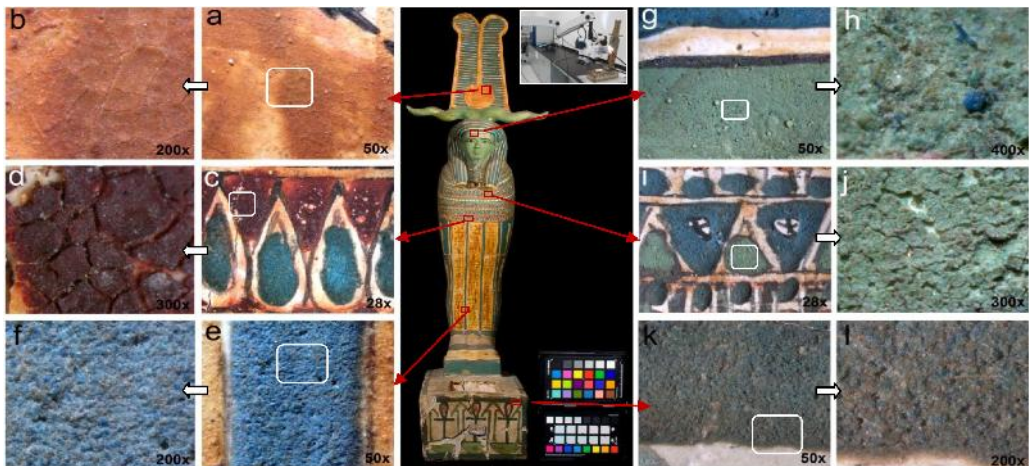 b a g h
200x 50x 50x 400x
d c i j
300x 28x 28x 300x
f e k l
200x 50x 50x 200x